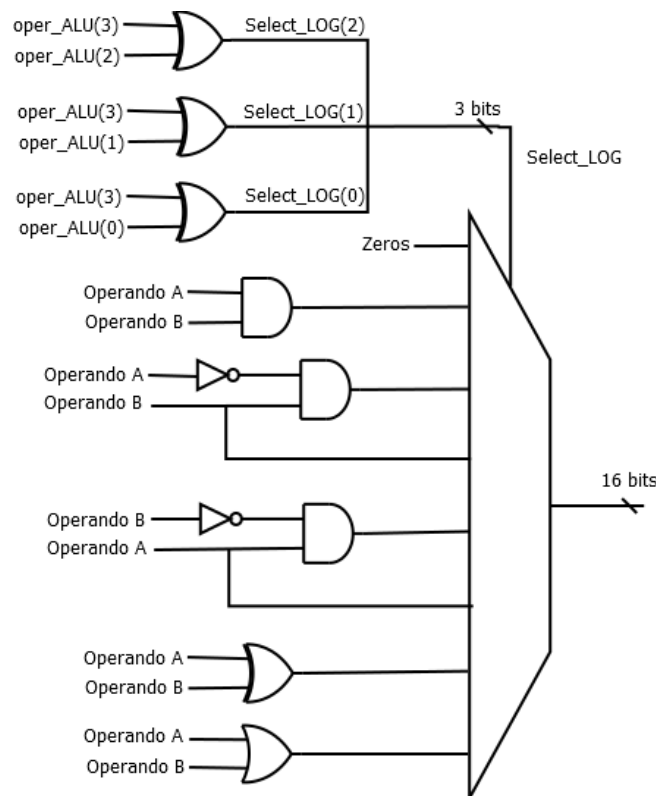 oper_ALU(3)
oper_ALU(2)
Select_LOG(2)
oper_ALU(3)
oper_ALU(1)
Select_LOG(1)
3 bits
Select_LOG
oper_ALU(3)
oper_ALU(0)
Select_LOG(0)
Zeros
Operando A
Operando B
Operando A
Operando B
16 bits
Operando B
Operando A
Operando A
Operando B
Operando A
Operando B